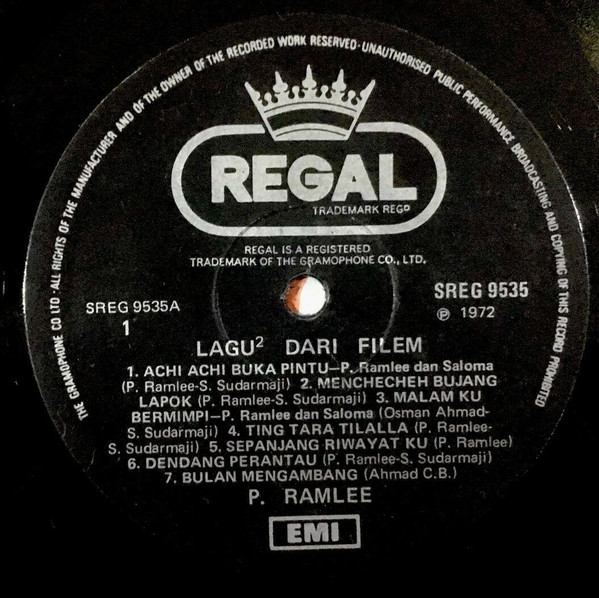 THE GRAMOPHONE CO LTD · ALL RIGHTS OF THE MANUFACTURER AND OF THE OWNER OF THE RECORDED WORK RESERVED · UNAUTHORISED PUBLIC PERFORMANCE BROADCASTING AND COPYING OF THIS RECORD PROHIBITED
REGAL
TRADEMARK REGD
REGAL IS A REGISTERED
TRADEMARK OF THE GRAMOPHONE CO., LTD.
SREG 9535A
1
SREG 9535
℗ 1972
LAGU² DARI FILEM
1. ACHI ACHI BUKA PINTU—P. Ramlee dan Saloma
(P. Ramlee-S. Sudarmaji) 2. MENCHECHEH BUJANG
LAPOK (P. Ramlee-S. Sudarmaji) 3. MALAM KU
BERMIMPI—P. Ramlee dan Saloma (Osman Ahmad-
S. Sudarmaji) 4. TING TARA TILALLA (P. Ramlee-
S. Sudarmaji) 5. SEPANJANG RIWAYAT KU (P. Ramlee)
6. DENDANG PERANTAU (P. Ramlee-S. Sudarmaji)
7. BULAN MENGAMBANG (Ahmad C.B.)
P. RAMLEE
EMI